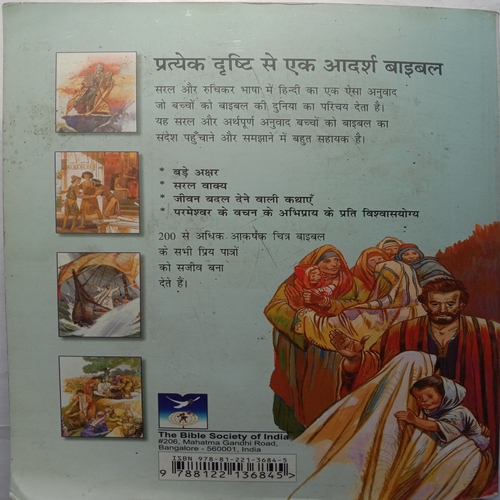 प्रत्येक दृष्टि से एक आदर्श बाइबल
सरल और रुचिकर भाषा में हिन्दी का एक ऐसा अनुवाद
जो बच्चों को बाइबल की दुनिया का परिचय देता है।
यह सरल और अर्थपूर्ण अनुवाद बच्चों को बाइबल का
संदेश पहुँचाने और समझाने में बहुत सहायक है।
* बड़े अक्षर
* सरल वाक्य
* जीवन बदल देने वाली कथाएँ
* परमेश्वर के वचन के अभिप्राय के प्रति विश्वासयोग्य
200 से अधिक आकर्षक चित्र बाइबल
के सभी प्रिय पात्रों
को सजीव बना
देते हैं।
The Bible Society of India
#206, Mahatma Gandhi Road,
Bangalore - 560001, India
ISBN 978-81-221-3684-5
9 788122 136845 >